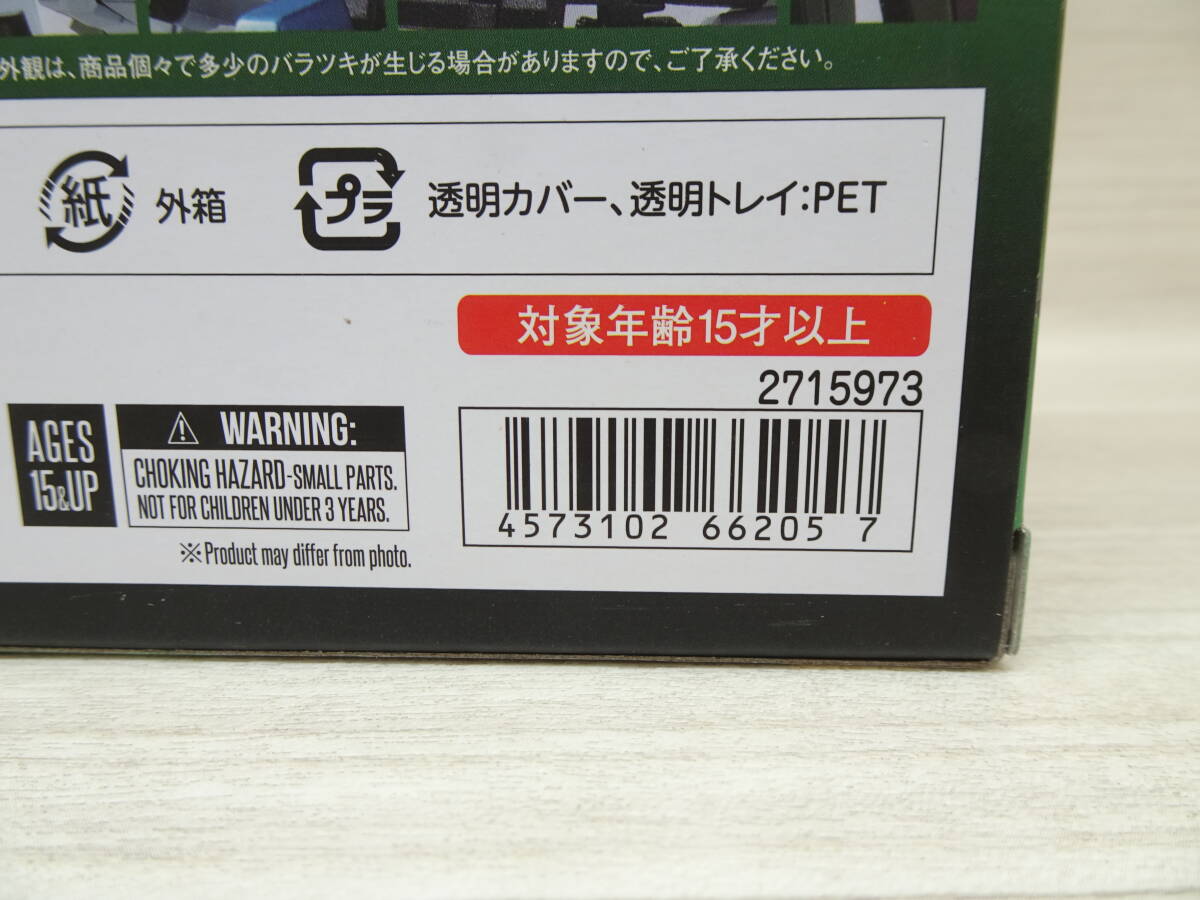 外観は、商品個々で多少のバラツキが生じる場合がありますので、ご了承ください。
紙 外箱 プラ 透明カバー、透明トレイ:PET
対象年齢15才以上
2715973
AGES
15&UP
WARNING:
CHOKING HAZARD-SMALL PARTS.
NOT FOR CHILDREN UNDER 3 YEARS.
※Product may differ from photo.
4573102 66205 7